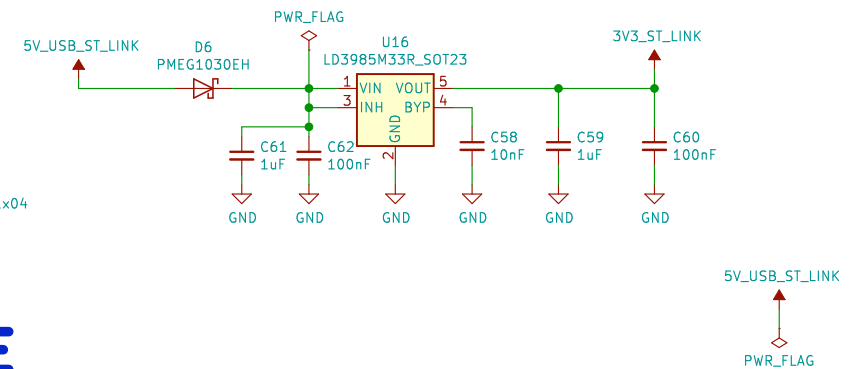 PWR_FLAG
5V_USB_ST_LINK
D6
PMEG1030EH
U16
LD3985M33R_SOT23
3V3_ST_LINK
1
VIN
VOUT
5
3
INH
BYP
4
GND
2
C61
1uF
C62
100nF
C58
10nF
C59
1uF
C60
100nF
x04
GND
GND
GND
GND
GND
GND
5V_USB_ST_LINK
PWR_FLAG